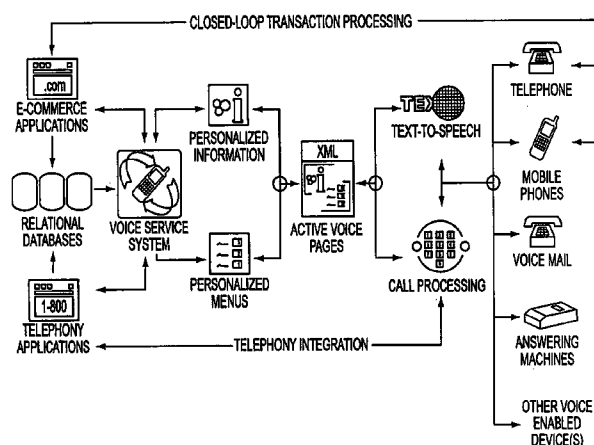 CLOSED-LOOP TRANSACTION PROCESSING
.com
E-COMMERCE
APPLICATIONS
RELATIONAL
DATABASES
1-800
TELEPHONY
APPLICATIONS
VOICE SERVICE
SYSTEM
i
PERSONALIZED
INFORMATION
PERSONALIZED
MENUS
XML
i
ACTIVE VOICE
PAGES
TEX
TEXT-TO-SPEECH
CALL PROCESSING
TELEPHONY INTEGRATION
TELEPHONE
MOBILE
PHONES
VOICE MAIL
ANSWERING
MACHINES
OTHER VOICE
ENABLED
DEVICE(S)